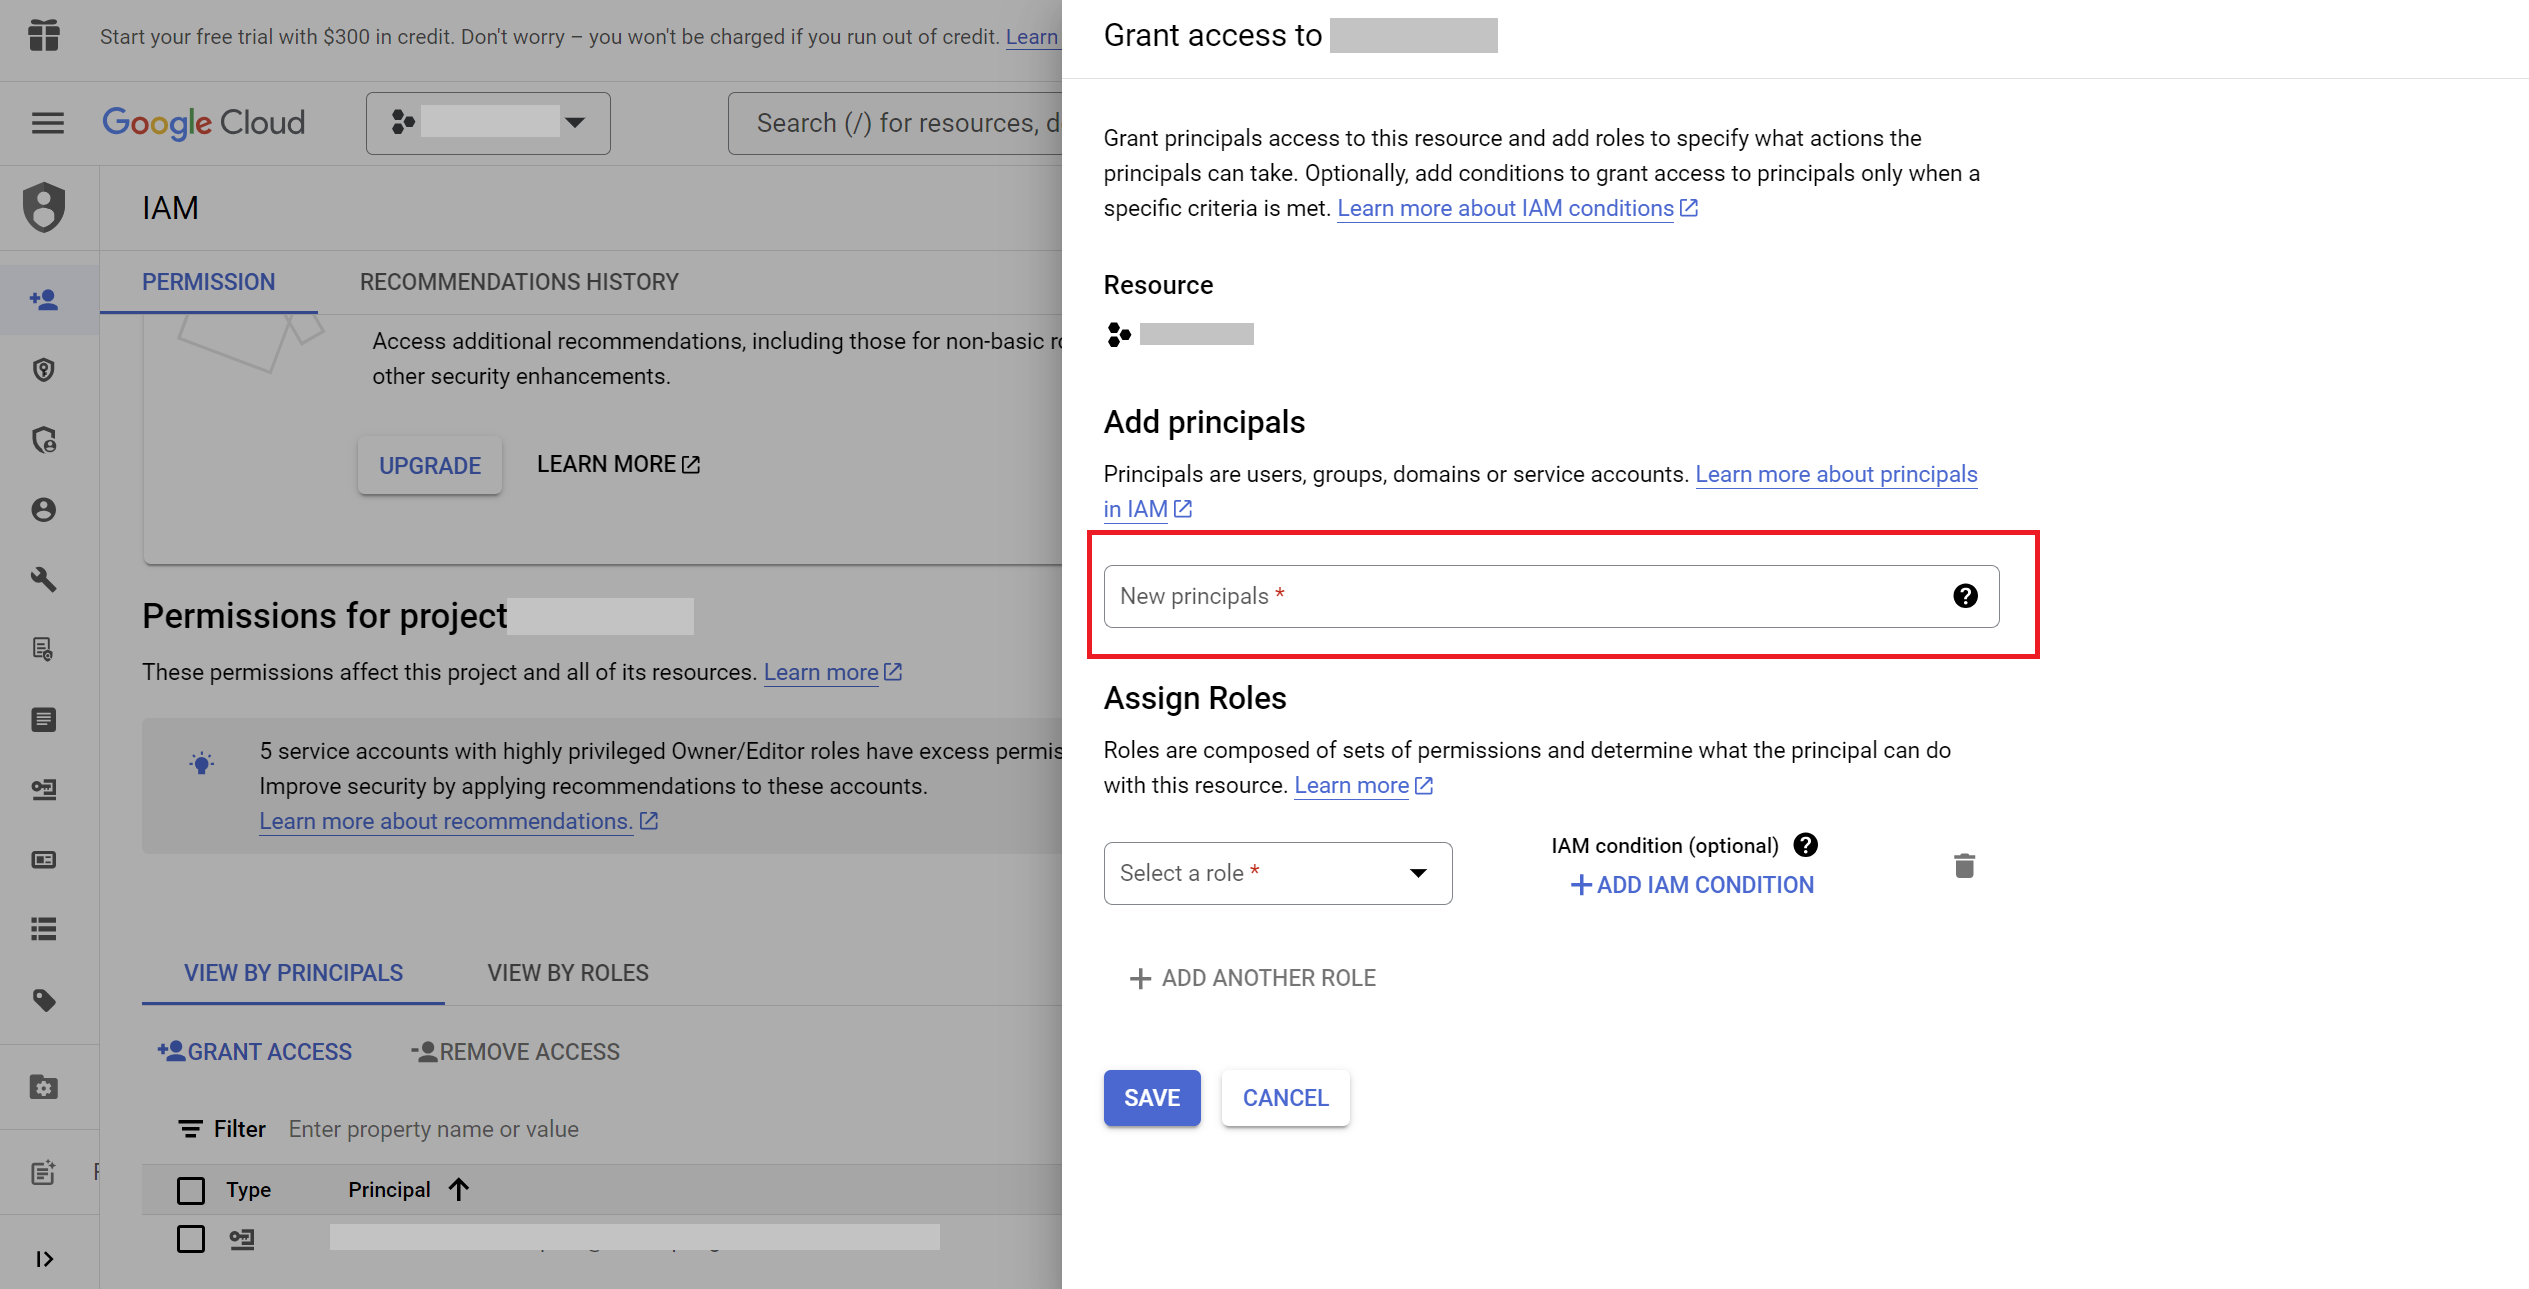 Start your free trial with $300 in credit. Don't worry – you won't be charged if you run out of credit. Learn
Google Cloud
Search (/) for resources, d
IAM
PERMISSION
RECOMMENDATIONS HISTORY
Access additional recommendations, including those for non-basic r
other security enhancements.
UPGRADE
LEARN MORE
Permissions for project
These permissions affect this project and all of its resources. Learn more
5 service accounts with highly privileged Owner/Editor roles have excess permis
Improve security by applying recommendations to these accounts.
Learn more about recommendations.
VIEW BY PRINCIPALS
VIEW BY ROLES
GRANT ACCESS
REMOVE ACCESS
Filter Enter property name or value
Type Principal
Grant access to
Grant principals access to this resource and add roles to specify what actions the
principals can take. Optionally, add conditions to grant access to principals only when a
specific criteria is met. Learn more about IAM conditions
Resource
Add principals
Principals are users, groups, domains or service accounts. Learn more about principals
in IAM
New principals *
Assign Roles
Roles are composed of sets of permissions and determine what the principal can do
with this resource. Learn more
Select a role *
IAM condition (optional)
+ ADD IAM CONDITION
+ ADD ANOTHER ROLE
SAVE
CANCEL